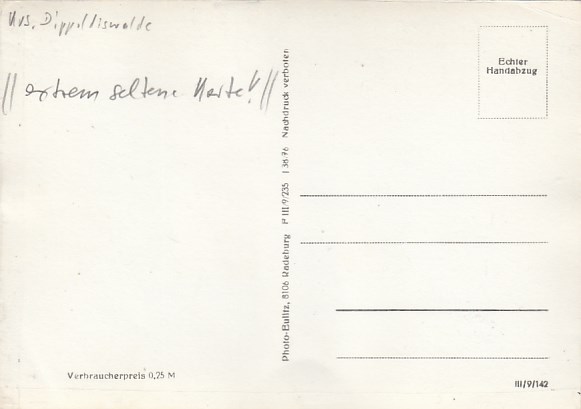 Krs. Dippoldiswalde
// extrem seltene Karte! //
Echter
Handabzug
Photo-Eulitz, 8106 Radeburg P III/9/235 I 38/76 Nachdruck verboten
Verbraucherpreis 0,25 M
III/9/142